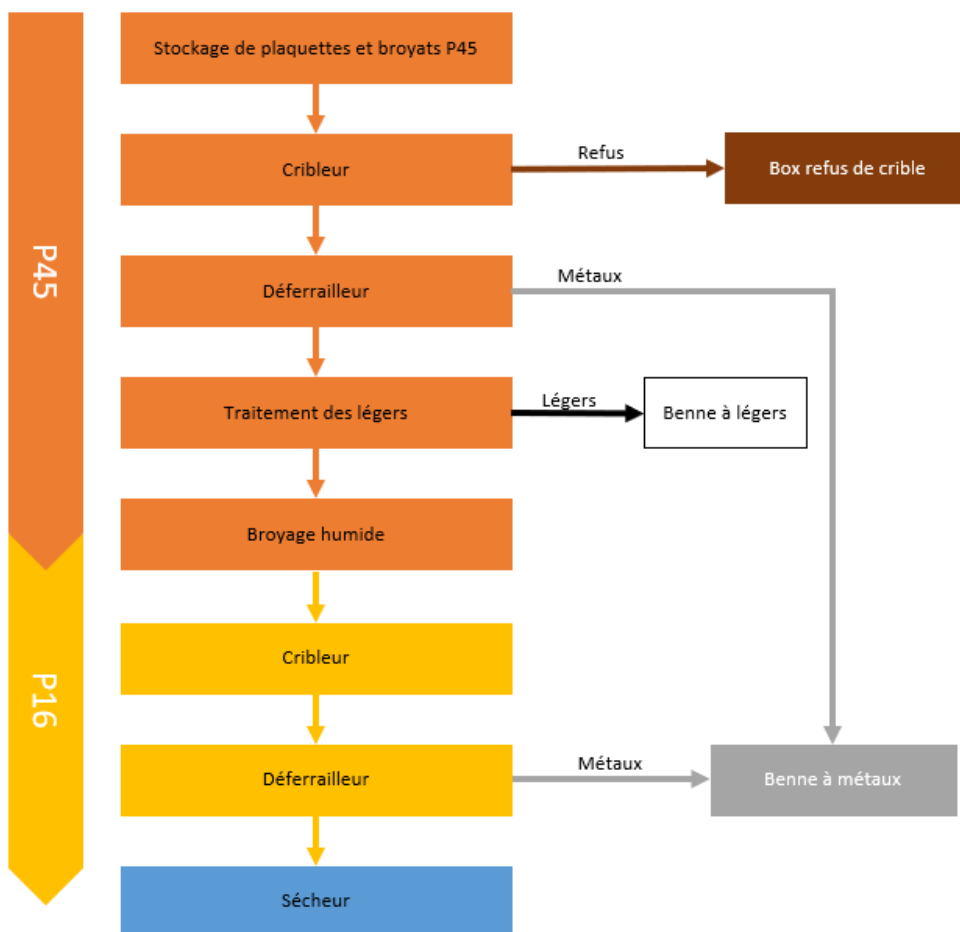 Stockage de plaquettes et broyats P45
Cribleur
Refus
Box refus de crible
P45
Déferrailleur
Métaux
Traitement des légers
Légers
Benne à légers
Broyage humide
Cribleur
P16
Déferrailleur
Métaux
Benne à métaux
Sécheur